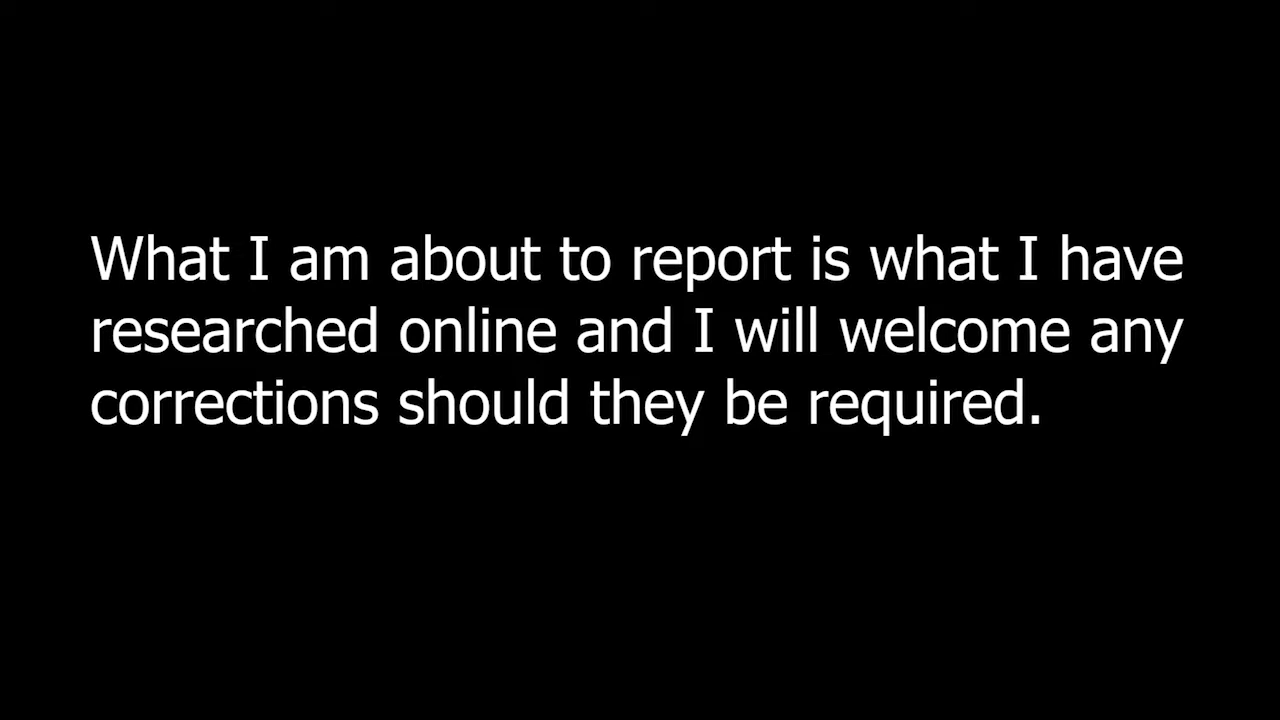 What I am about to report is what I have
researched online and I will welcome any
corrections should they be required.